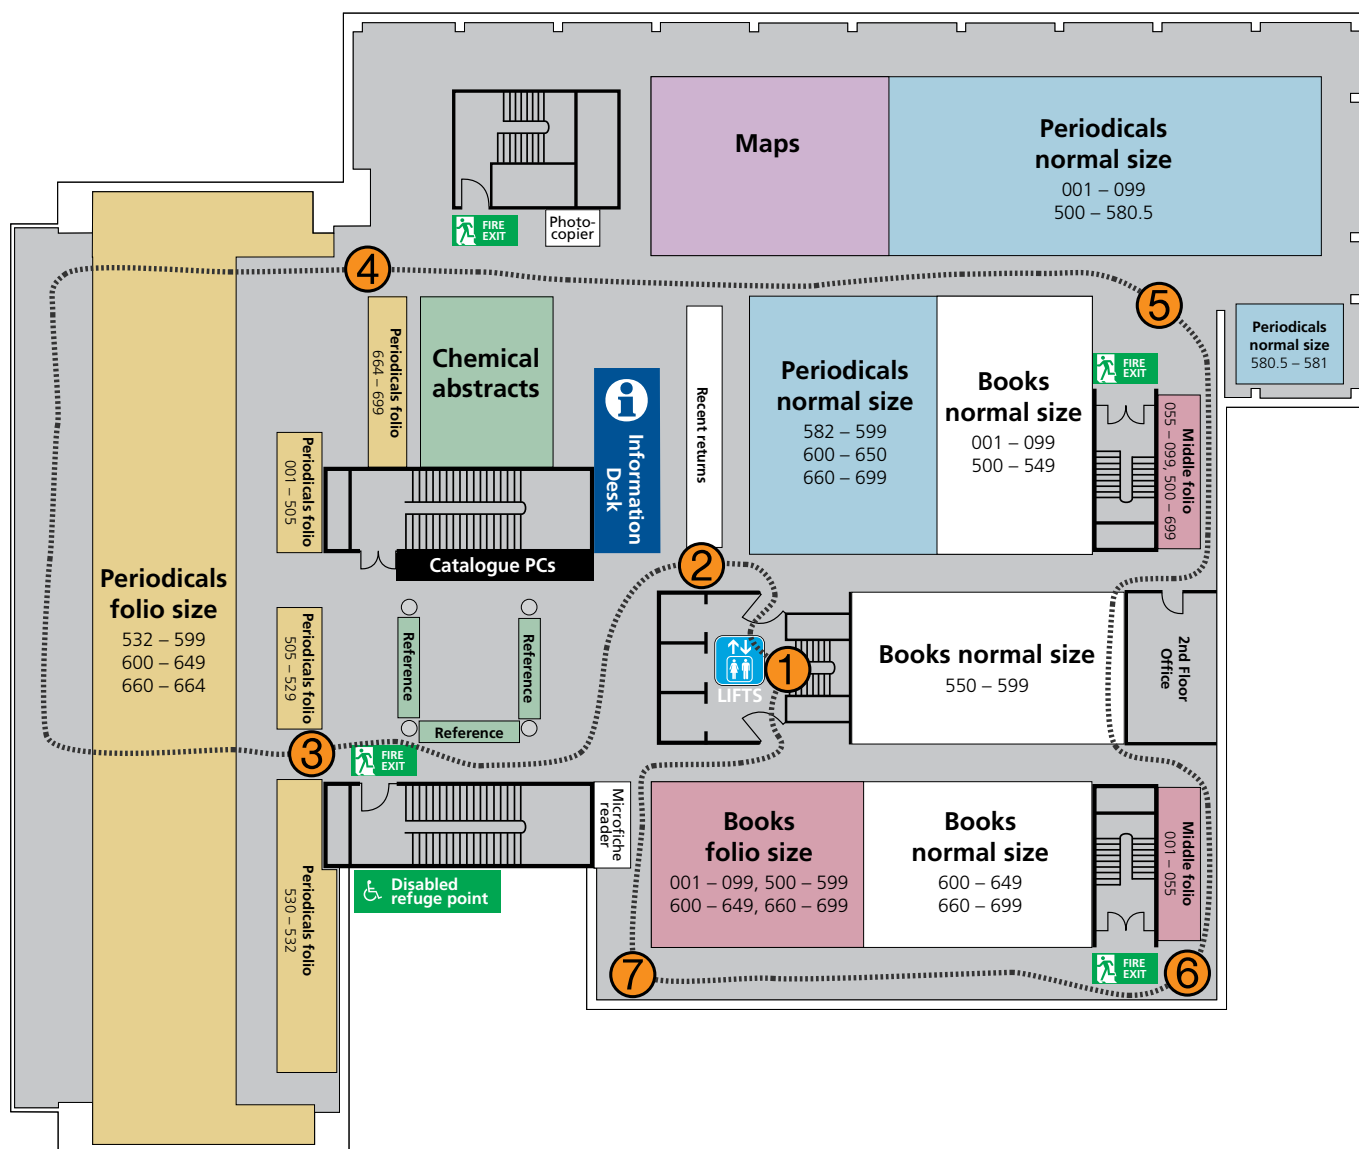 Maps
Periodicals
normal size
001 – 099
500 – 580.5
FIRE
EXIT
Photo-
copier
4
5
Periodicals
normal size
580.5 – 581
Periodicals folio
664 – 699
Chemical
abstracts
Information
Desk
Recent returns
Periodicals
normal size
582 – 599
600 – 650
660 – 699
Books
normal size
001 – 099
500 – 549
FIRE
EXIT
Middle folio
055 – 099, 500 – 699
Periodicals folio
001 – 505
Catalogue PCs
2
Periodicals
folio size
532 – 599
600 – 649
660 – 664
Periodicals folio
505 – 529
Reference
Reference
Reference
LIFTS
1
Books normal size
550 – 599
2nd Floor
Office
3
FIRE
EXIT
Microfiche
reader
Books
folio size
001 – 099, 500 – 599
600 – 649, 660 – 699
Books
normal size
600 – 649
660 – 699
Middle folio
001 – 055
Periodicals folio
530 – 532
Disabled
refuge point
7
FIRE
EXIT
6